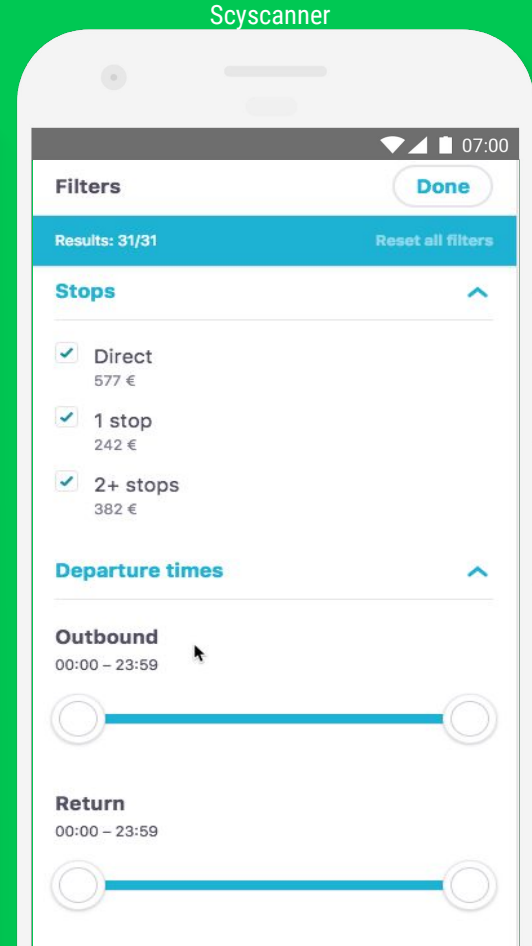 Scyscanner
07:00
Filters
Done
Results: 31/31
Reset all filters
Stops
Direct
577 €
1 stop
242 €
2+ stops
382 €
Departure times
Outbound
00:00 – 23:59
Return
00:00 – 23:59